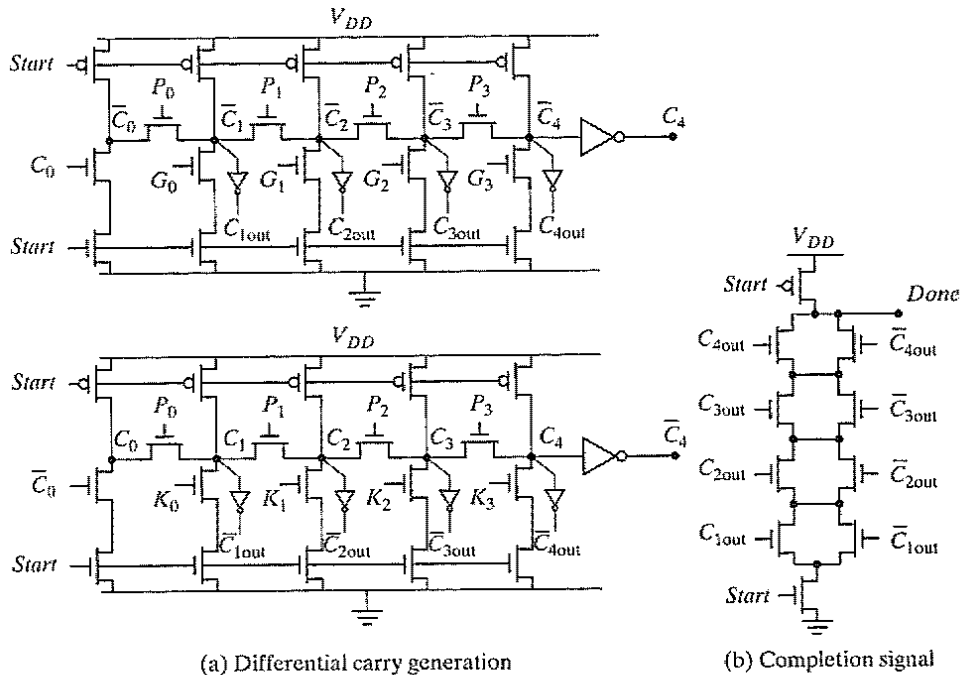 V_DD
Start
P_0 P_1 P_2 P_3
C̅_0 C̅_1 C̅_2 C̅_3 C̅_4 C_4
C_0 G_0 G_1 G_2 G_3
C_1out C_2out C_3out C_4out
Start
V_DD
Start
P_0 P_1 P_2 P_3
C_0 C_1 C_2 C_3 C_4 C̅_4
C̅_0 K_0 K_1 K_2 K_3
C̅_1out C̅_2out C̅_3out C̅_4out
Start
(a) Differential carry generation
V_DD
Start
Done
C_4out C̅_4out
C_3out C̅_3out
C_2out C̅_2out
C_1out C̅_1out
Start
(b) Completion signal